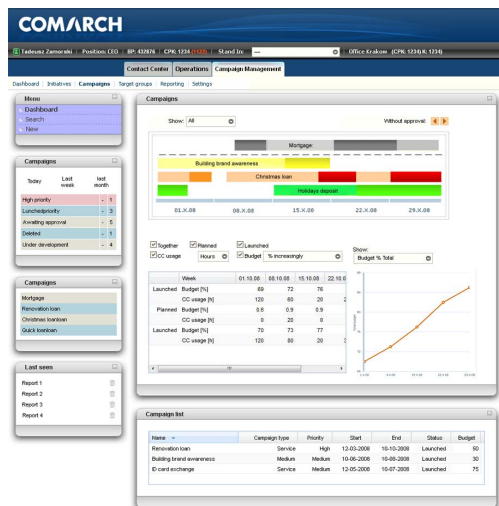 COMARCH
Tadeusz Zamorski | Position: CEO | BP: 432876 | CPK: 1234 (1122) | Stand In: --- | Office Krakow (CPK: 1234) K: 1234)
Contact Center Operations Campaign Management
Dashboard | Initiatives | Campaigns | Target groups | Reporting | Settings
Menu
Dashboard
Search
New
Campaigns
Today Last week last month
High priority - 1
Lunchedpriority - 3
Awaiting approval - 5
Deleted - 1
Under development - 4
Campaigns
Mortgage
Renovation loan
Christmas loanloan
Quick loanloan
Last seen
Report 1
Report 2
Report 3
Report 4
Campaigns
Show: All Without approval:
Mortgage:
Building brand awareness
Christmas loan
Holidays deposit
01.X.08 08.X.08 15.X.08 22.X.08 29.X.08
Together Planned Launched
CC usage Hours Budget % increasingly
Show:
Budget % Total
Week 01.10.08 08.10.08 15.10.08 22.10.0
Launched Budget [%] 69 72 76
CC usage [h] 120 60 20 2
Planned Budget [%] 0.8 0.9 0.9
CC usage [h] 0 20 0
Launched Budget [%] 70 73 77
CC usage [h] 120 80 20
Campaign list
Name Campaign type Priority Start End Status Budget
Renovation loan Service High 12-03-2008 10-10-2008 Launched 50
Building brand awareness Medium Medium 10-06-2008 10-08-2008 Launched 30
ID card exchange Service Medium 12-05-2008 10-07-2008 Launched 75